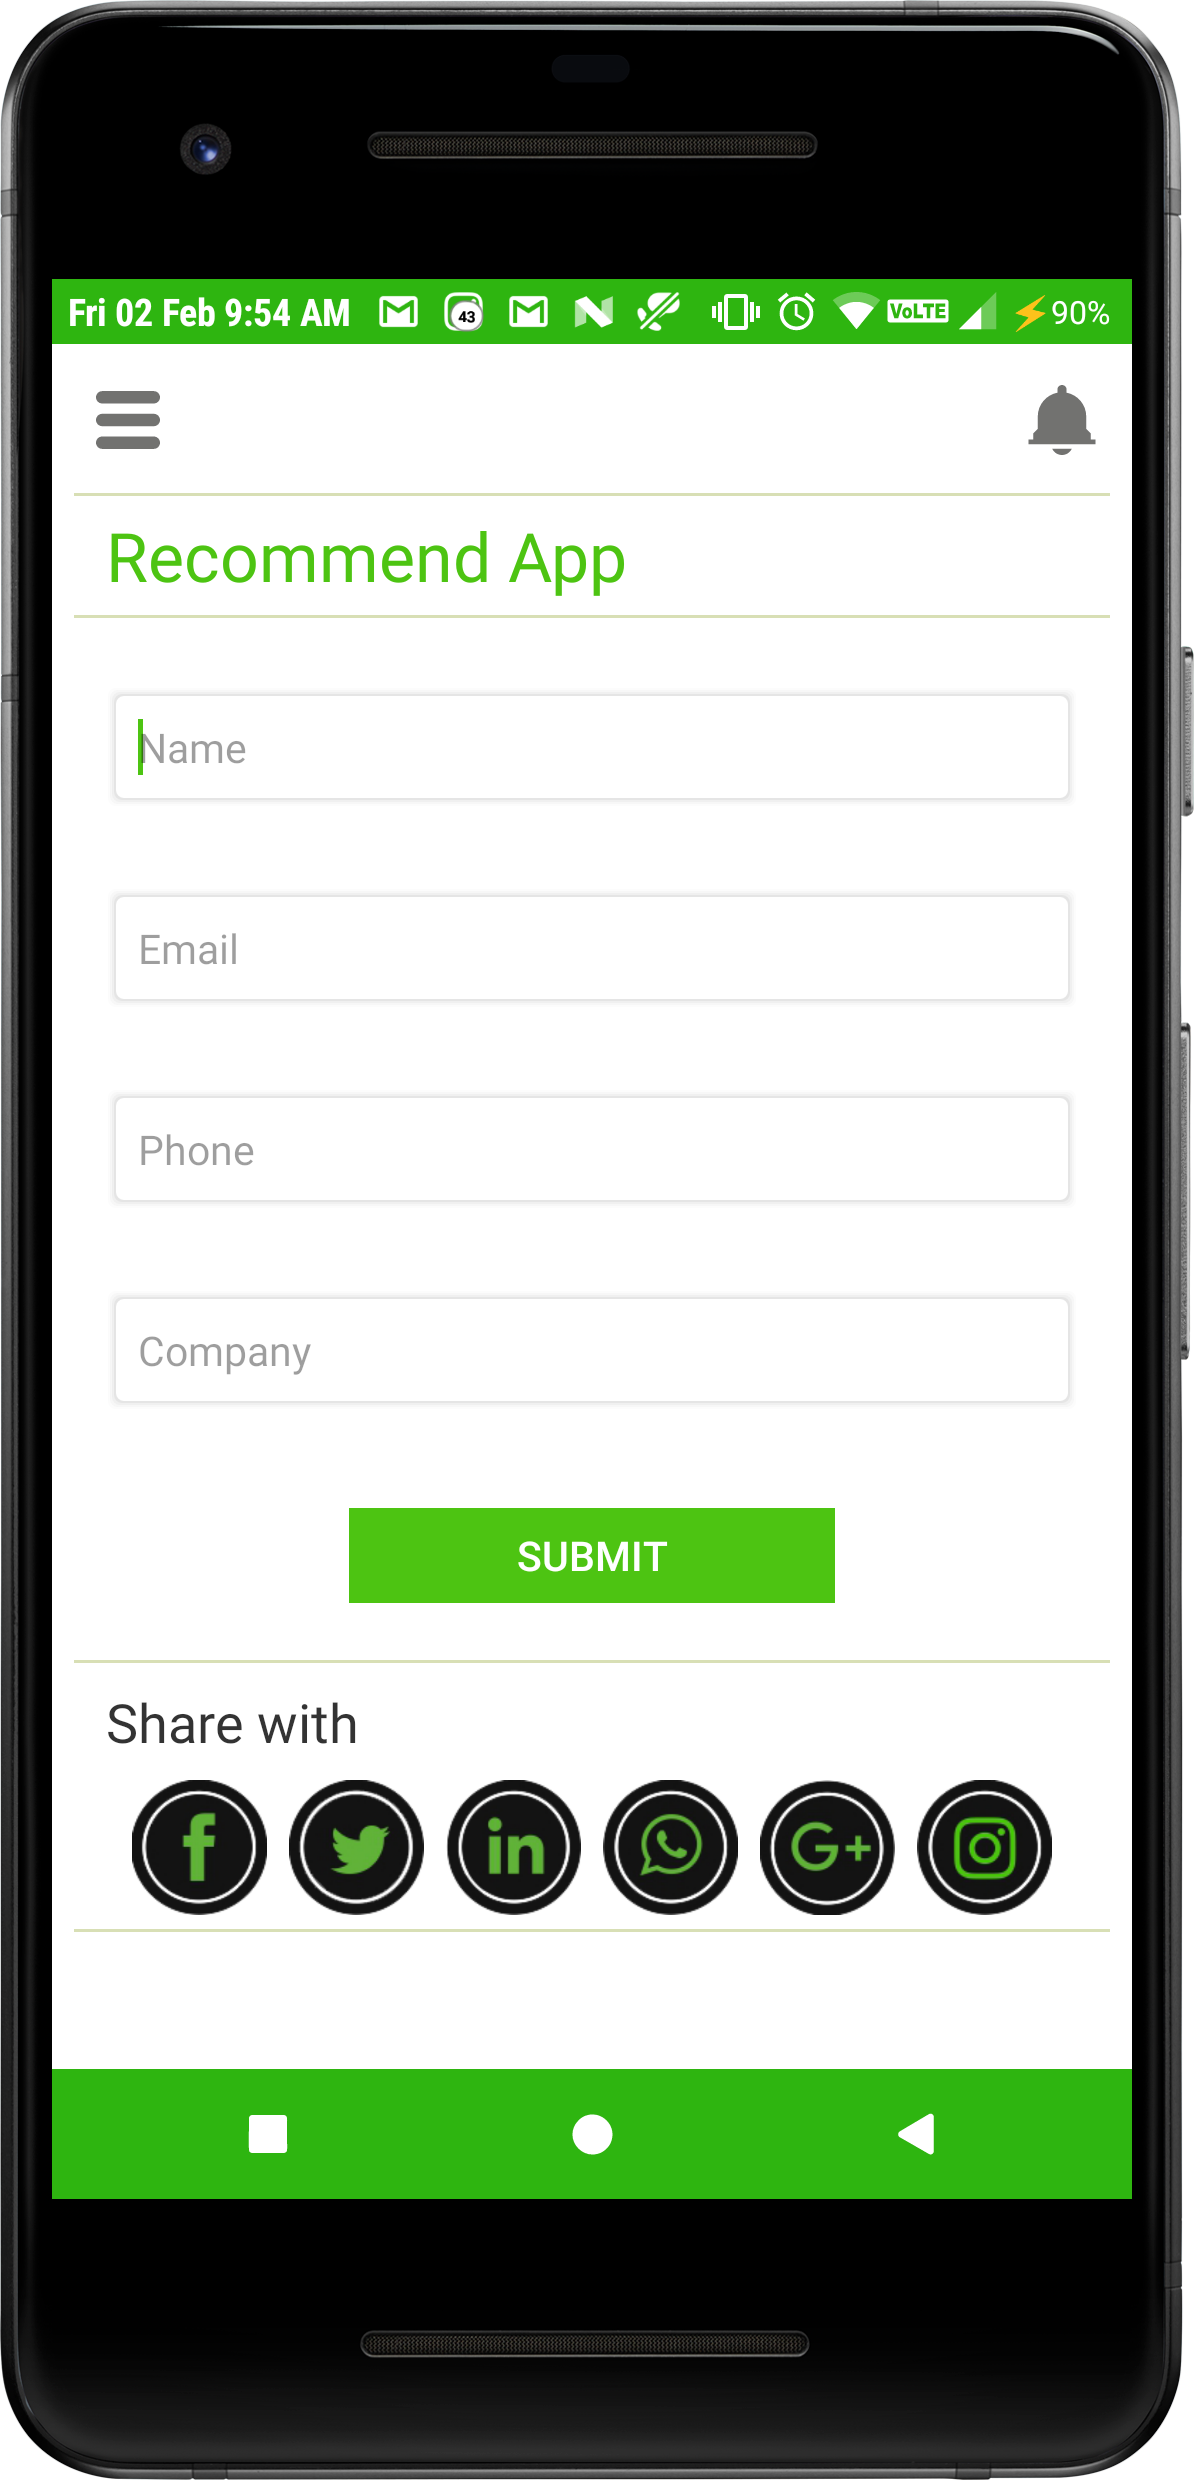 Fri 02 Feb 9:54 AM 43 VoLTE 90%
Recommend App
Name
Email
Phone
Company
SUBMIT
Share with
f in G+